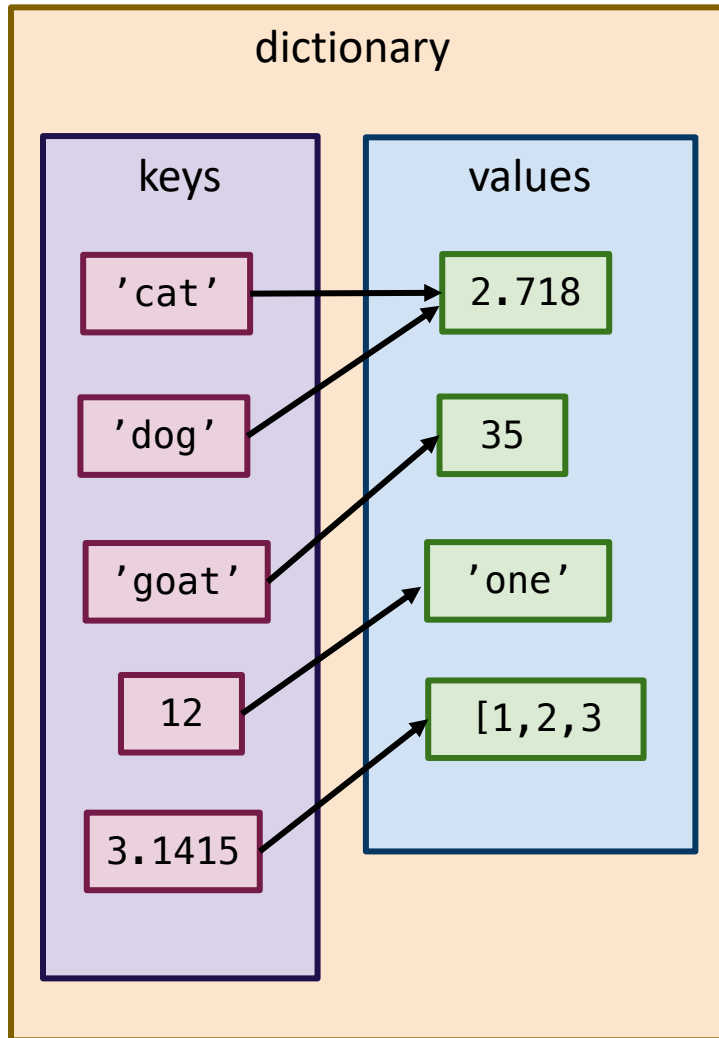 dictionary
keys
’cat’
’dog’
’goat’
12
3.1415
values
2.718
35
’one’
[1,2,3